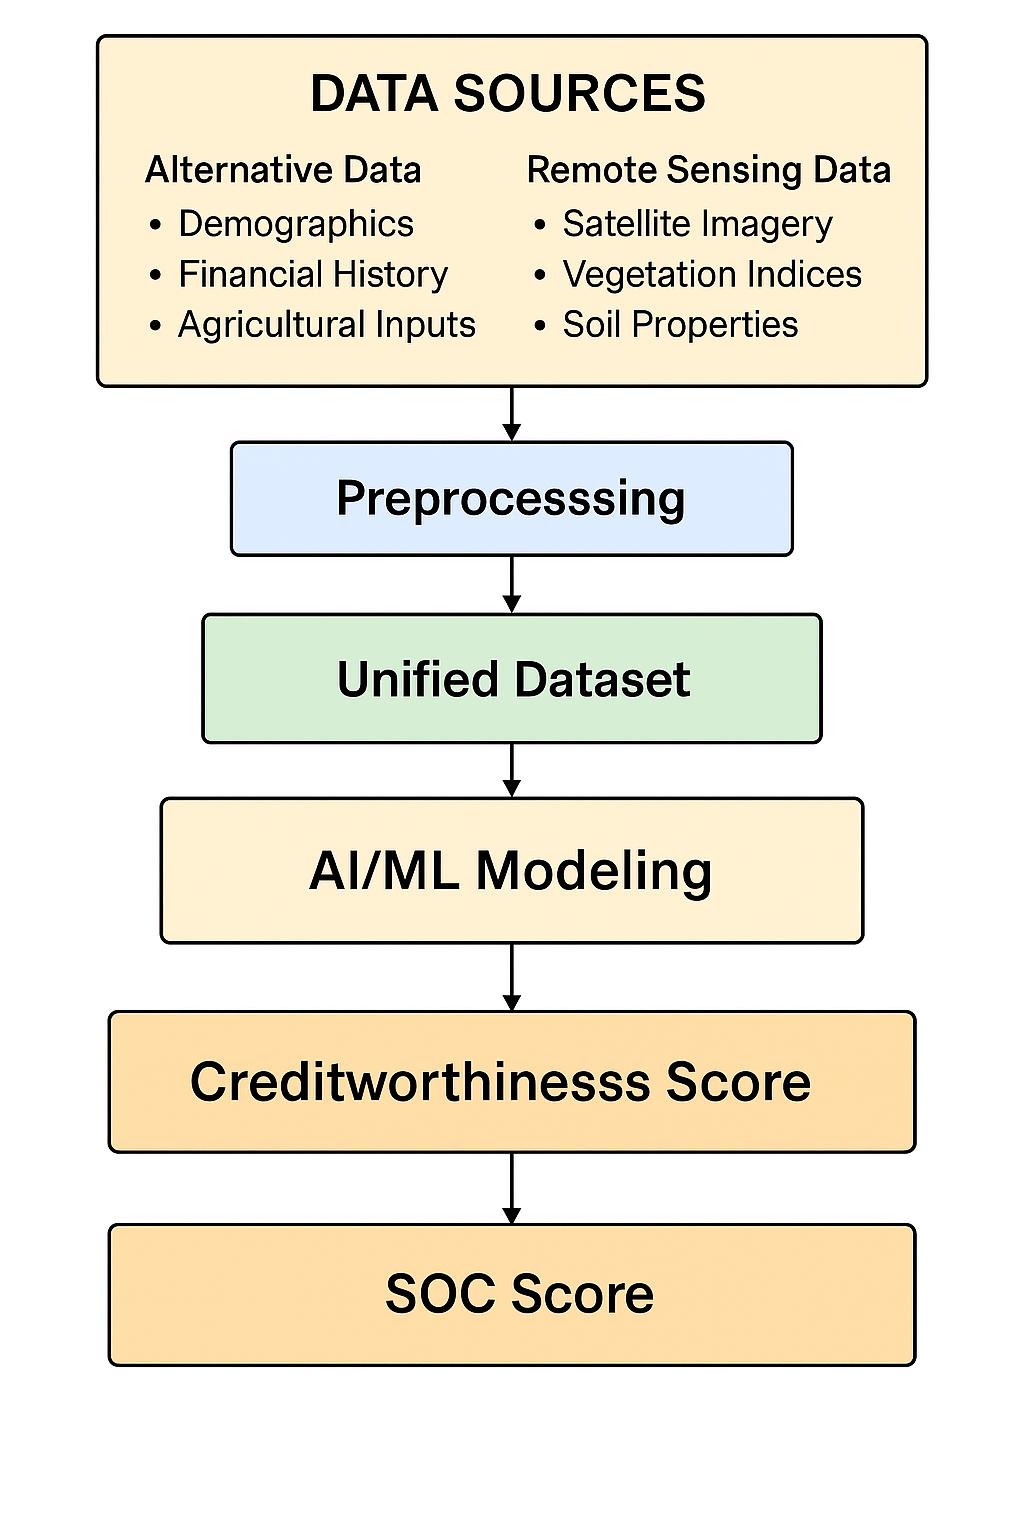 DATA SOURCES
Alternative Data
• Demographics
• Financial History
• Agricultural Inputs
Remote Sensing Data
• Satellite Imagery
• Vegetation Indices
• Soil Properties
Preprocesssing
Unified Dataset
AI/ML Modeling
Creditworthinesss Score
SOC Score